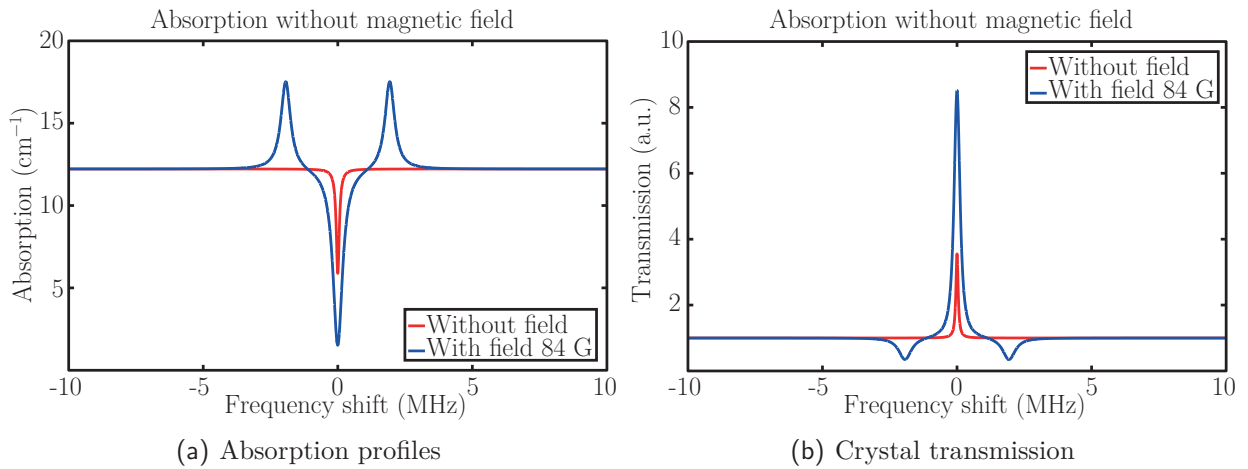 Absorption without magnetic field
20
15
10
5
Absorption (cm⁻¹)
Without field
With field 84 G
-10 -5 0 5 10
Frequency shift (MHz)
(a) Absorption profiles
Absorption without magnetic field
10
8
6
4
2
Transmission (a.u.)
Without field
With field 84 G
-10 -5 0 5 10
Frequency shift (MHz)
(b) Crystal transmission